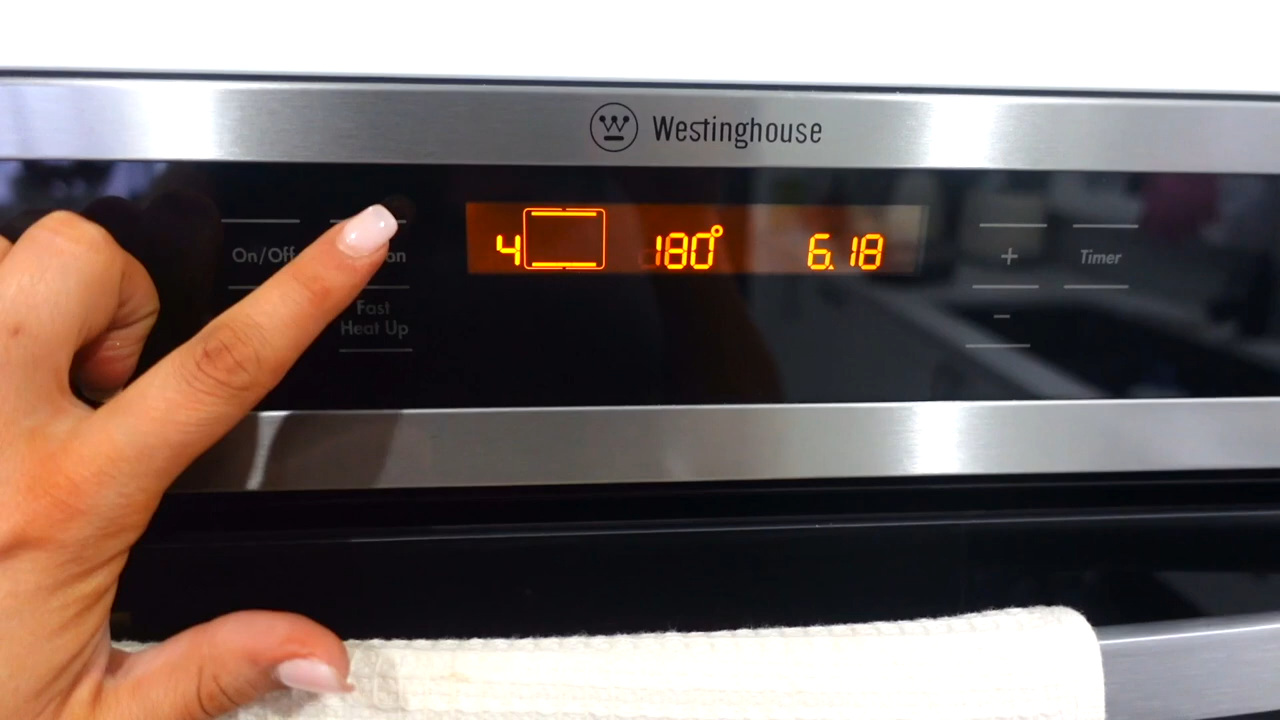 Westinghouse
On/Off
4
180°
6.18
+
Timer
Fast
Heat Up
-